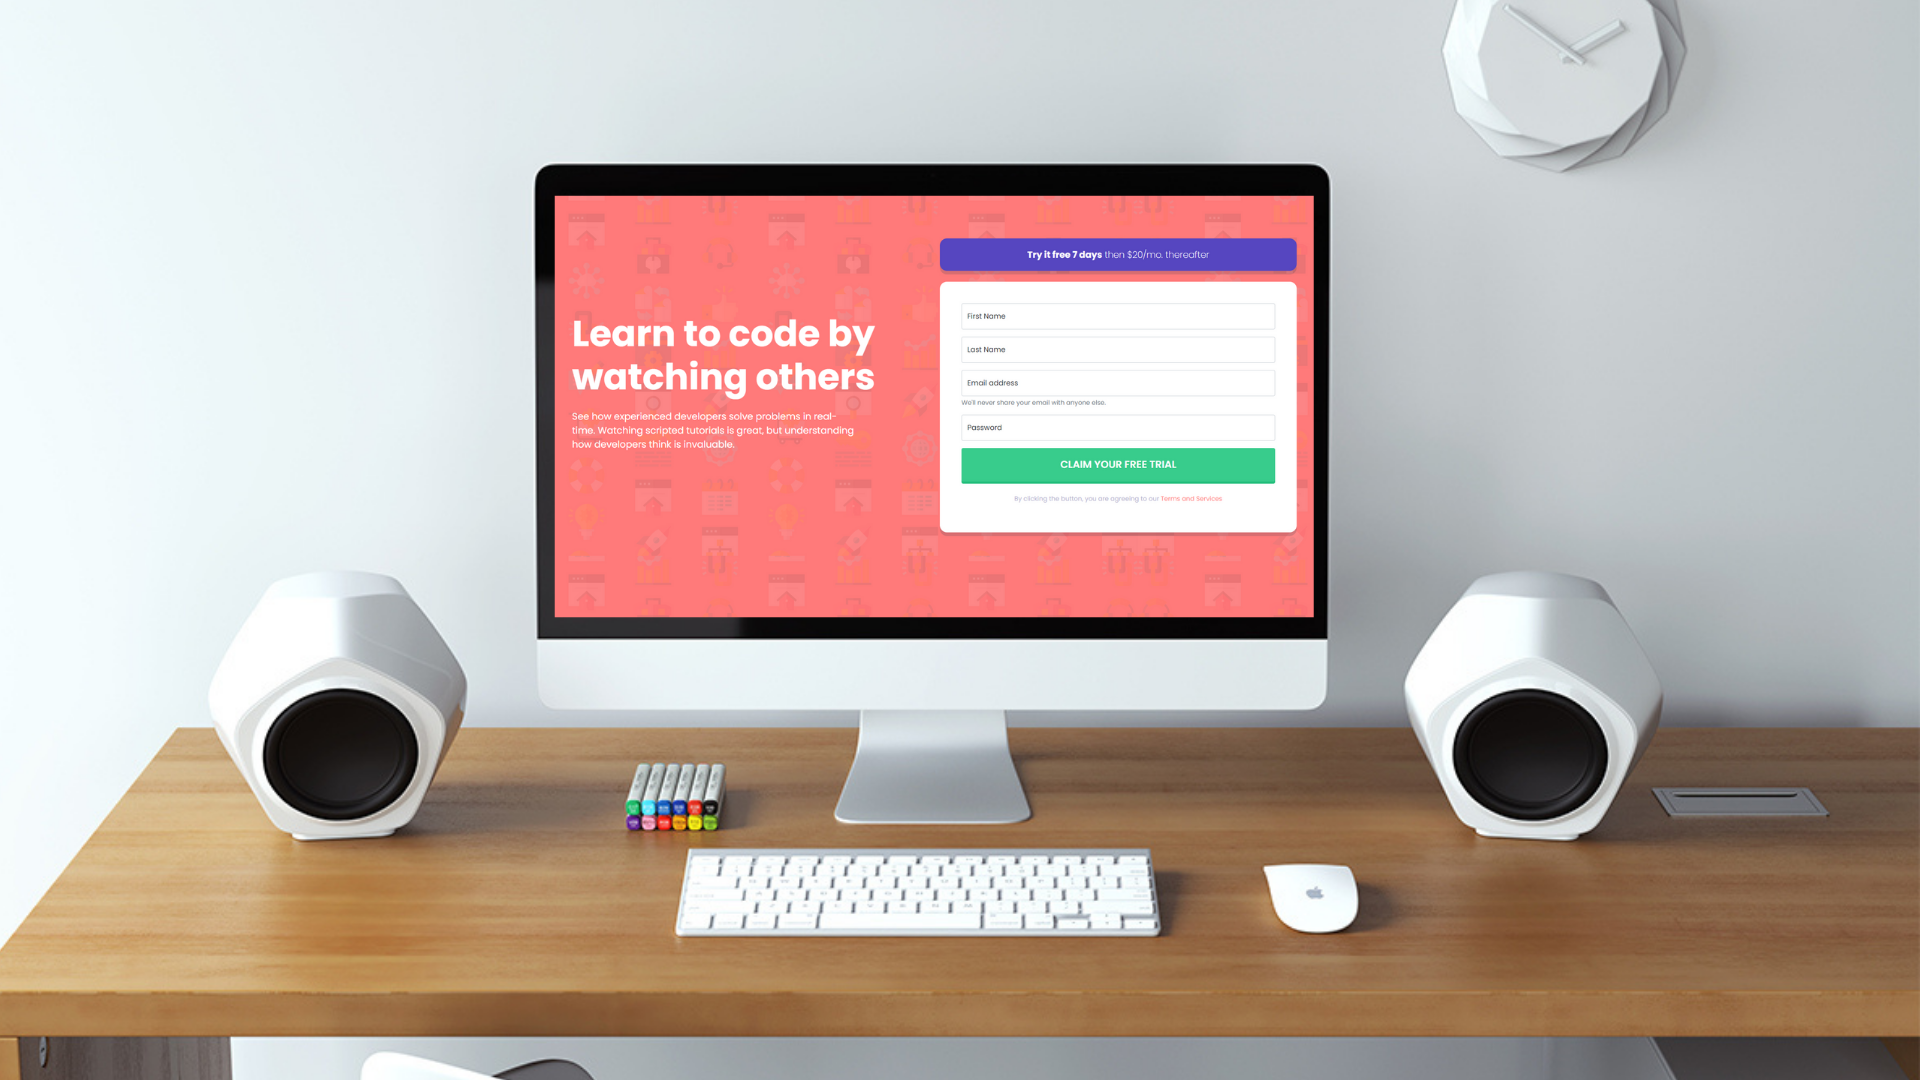 Learn to code by
watching others
See how experienced developers solve problems in real-
time. Watching scripted tutorials is great, but understanding
how developers think is invaluable.
Try it free 7 days then $20/mo. thereafter
First Name
Last Name
Email address
We'll never share your email with anyone else.
Password
CLAIM YOUR FREE TRIAL
By clicking the button, you are agreeing to our Terms and Services